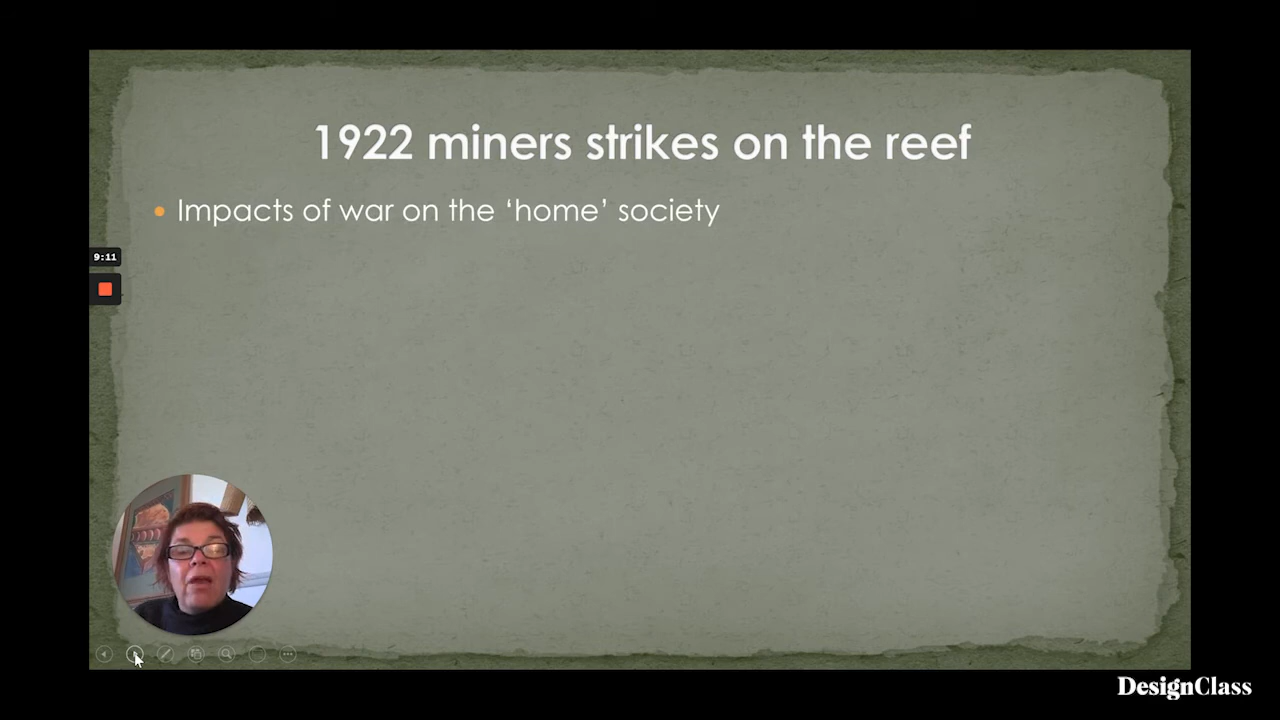 1922 miners strikes on the reef
• Impacts of war on the ‘home’ society
9:11
DesignClass